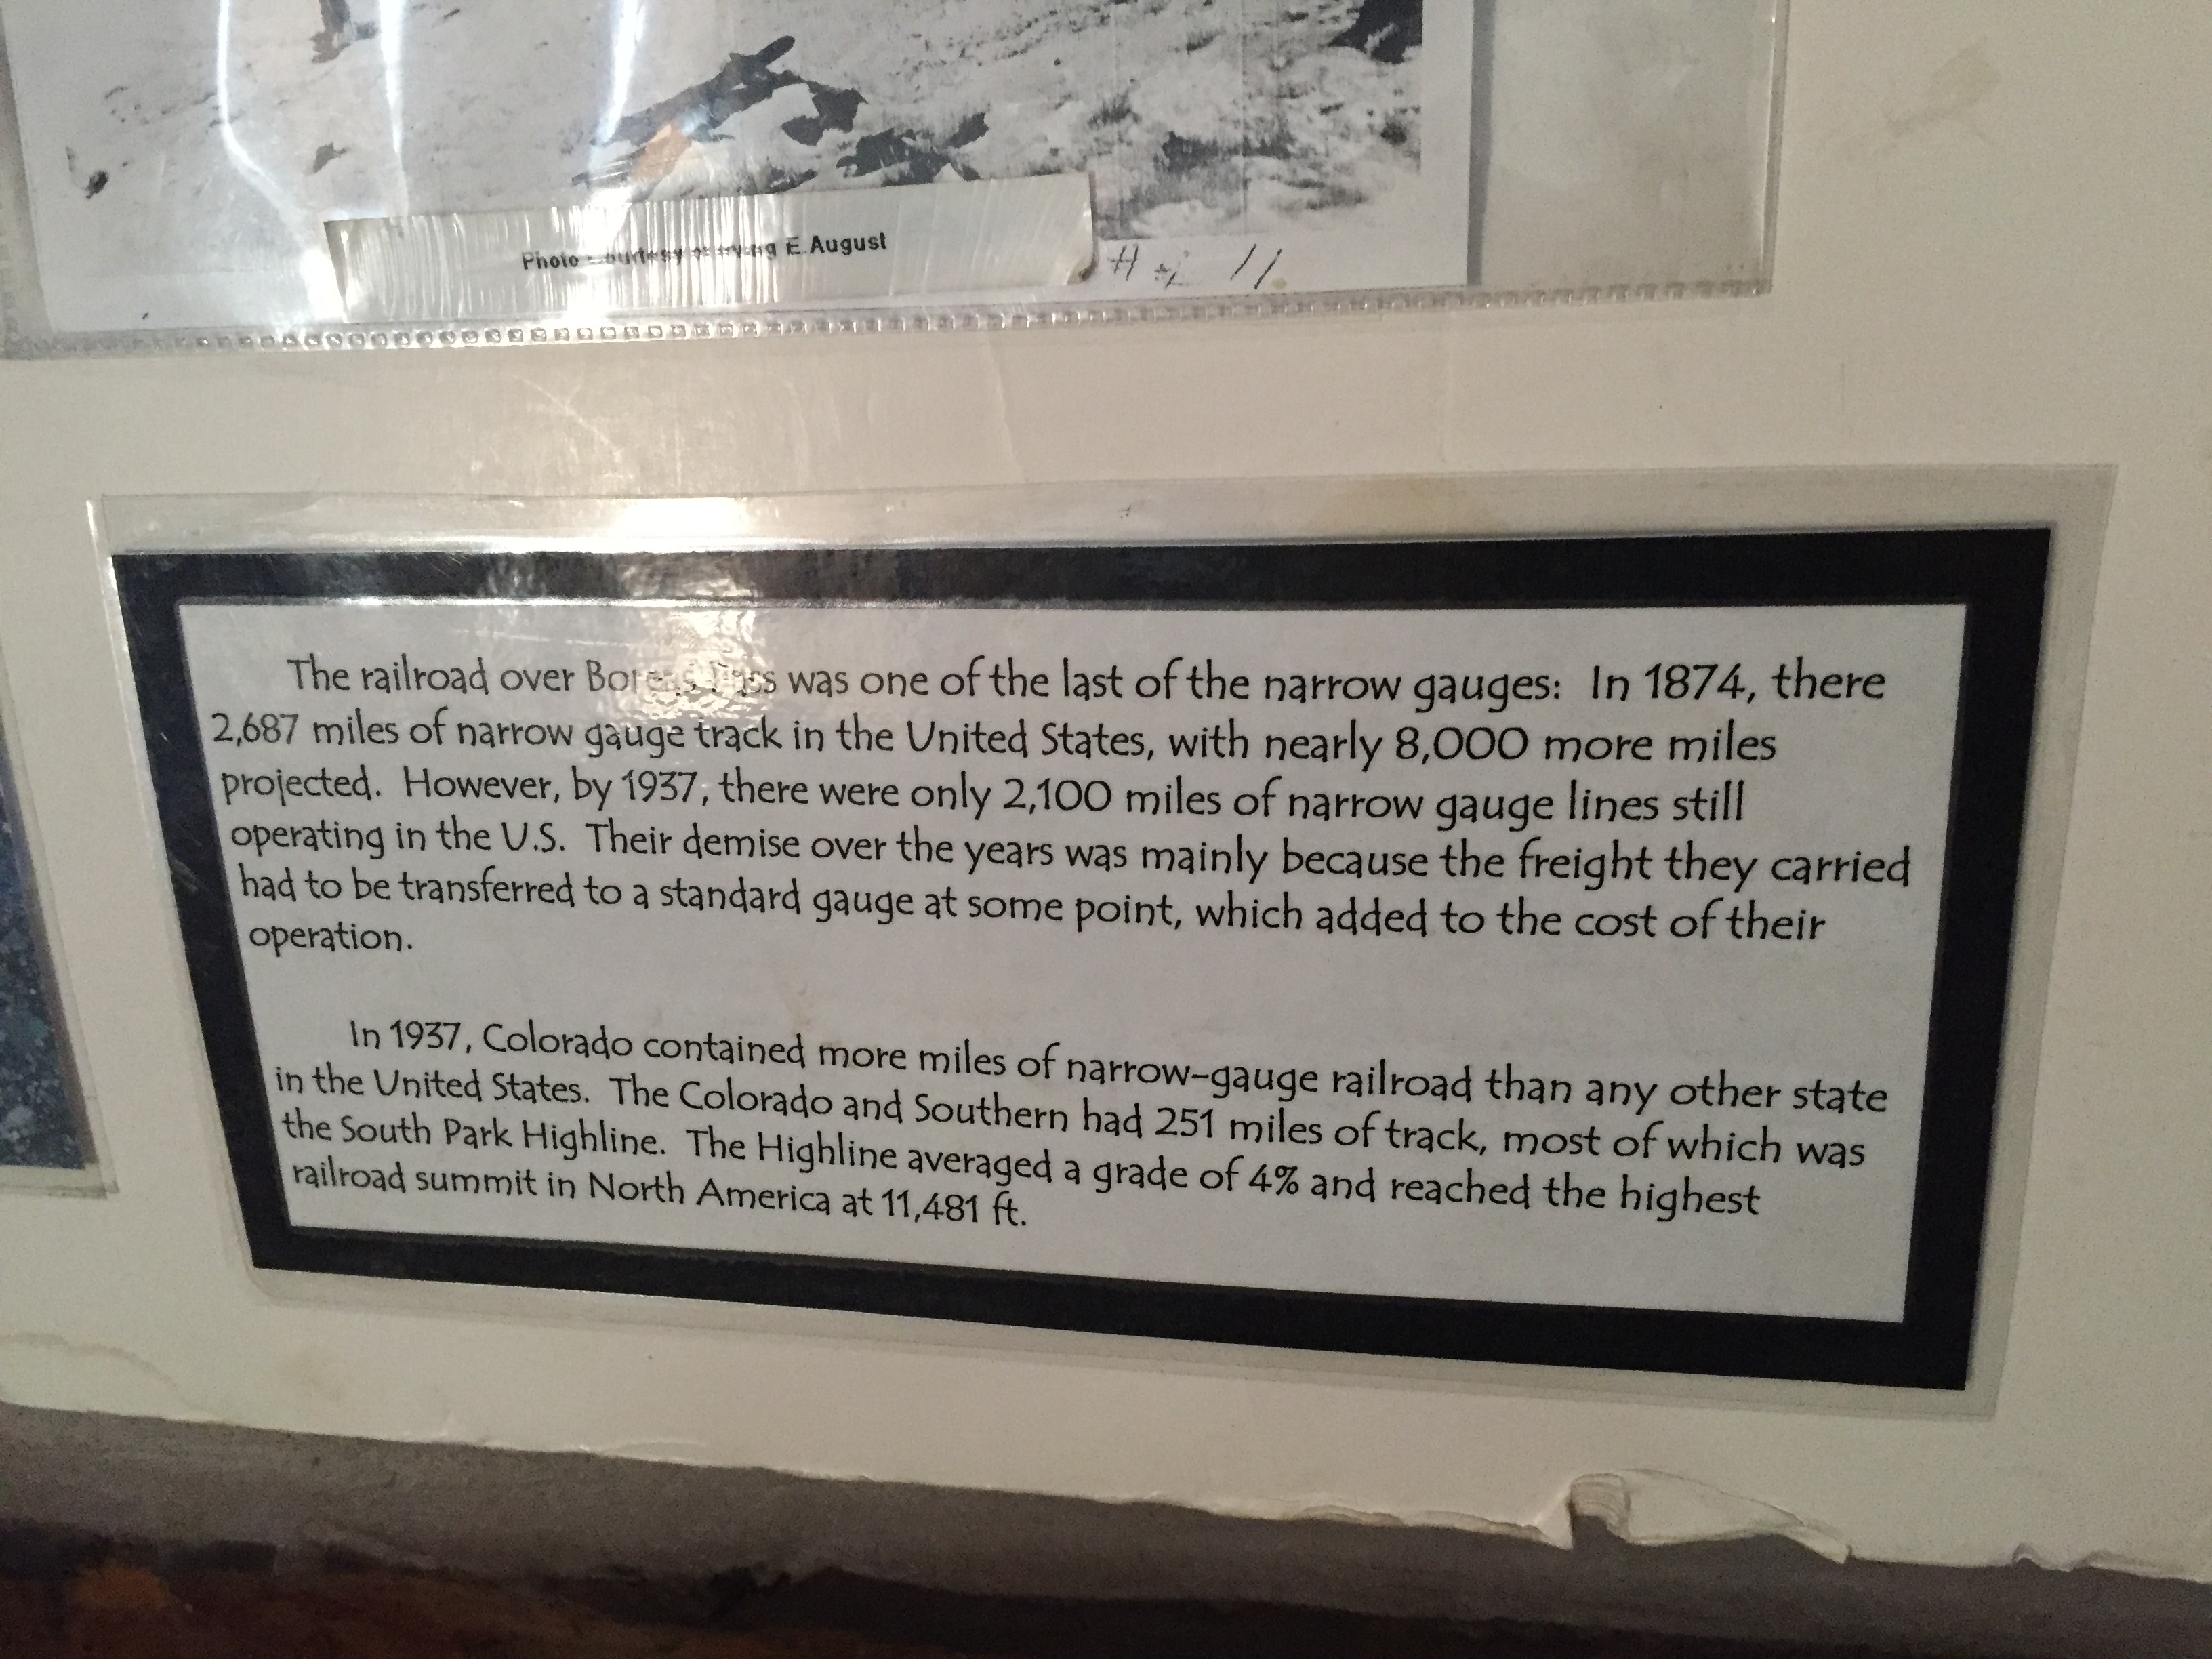 Photo Courtesy of Irving E. August
# 11
The railroad over Boreas Pass was one of the last of the narrow gauges: In 1874, there
2,687 miles of narrow gauge track in the United States, with nearly 8,000 more miles
projected. However, by 1937, there were only 2,100 miles of narrow gauge lines still
operating in the U.S. Their demise over the years was mainly because the freight they carried
had to be transferred to a standard gauge at some point, which added to the cost of their
operation.
In 1937, Colorado contained more miles of narrow-gauge railroad than any other state
in the United States. The Colorado and Southern had 251 miles of track, most of which was
the South Park Highline. The Highline averaged a grade of 4% and reached the highest
railroad summit in North America at 11,481 ft.